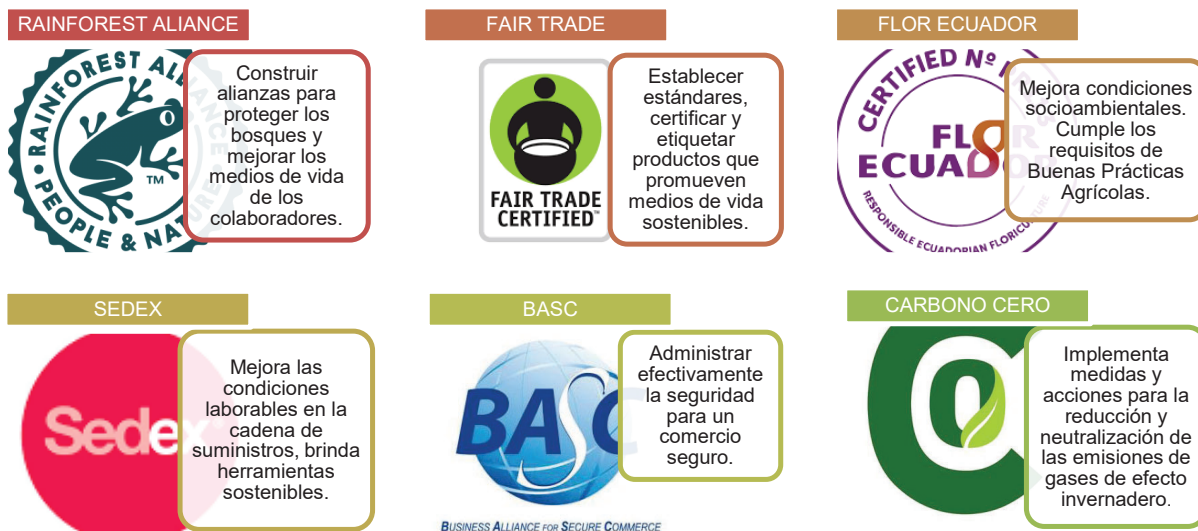 RAINFOREST ALIANCE
RAINFOREST ALLIANCE
PEOPLE & NATURE
TM
Construir
alianzas para
proteger los
bosques y
mejorar los
medios de vida
de los
colaboradores.
FAIR TRADE
FAIR TRADE
CERTIFIED™
Establecer
estándares,
certificar y
etiquetar
productos que
promueven
medios de vida
sostenibles.
FLOR ECUADOR
CERTIFIED Nº
FLOR
ECUADOR
RESPONSIBLE ECUADORIAN FLORICULTURE
Mejora condiciones
socioambientales.
Cumple los
requisitos de
Buenas Prácticas
Agrícolas.
SEDEX
Sedex
Mejora las
condiciones
laborables en la
cadena de
suministros, brinda
herramientas
sostenibles.
BASC
BASC
BUSINESS ALLIANCE FOR SECURE COMMERCE
Administrar
efectivamente
la seguridad
para un
comercio
seguro.
CARBONO CERO
Implementa
medidas y
acciones para la
reducción y
neutralización de
las emisiones de
gases de efecto
invernadero.